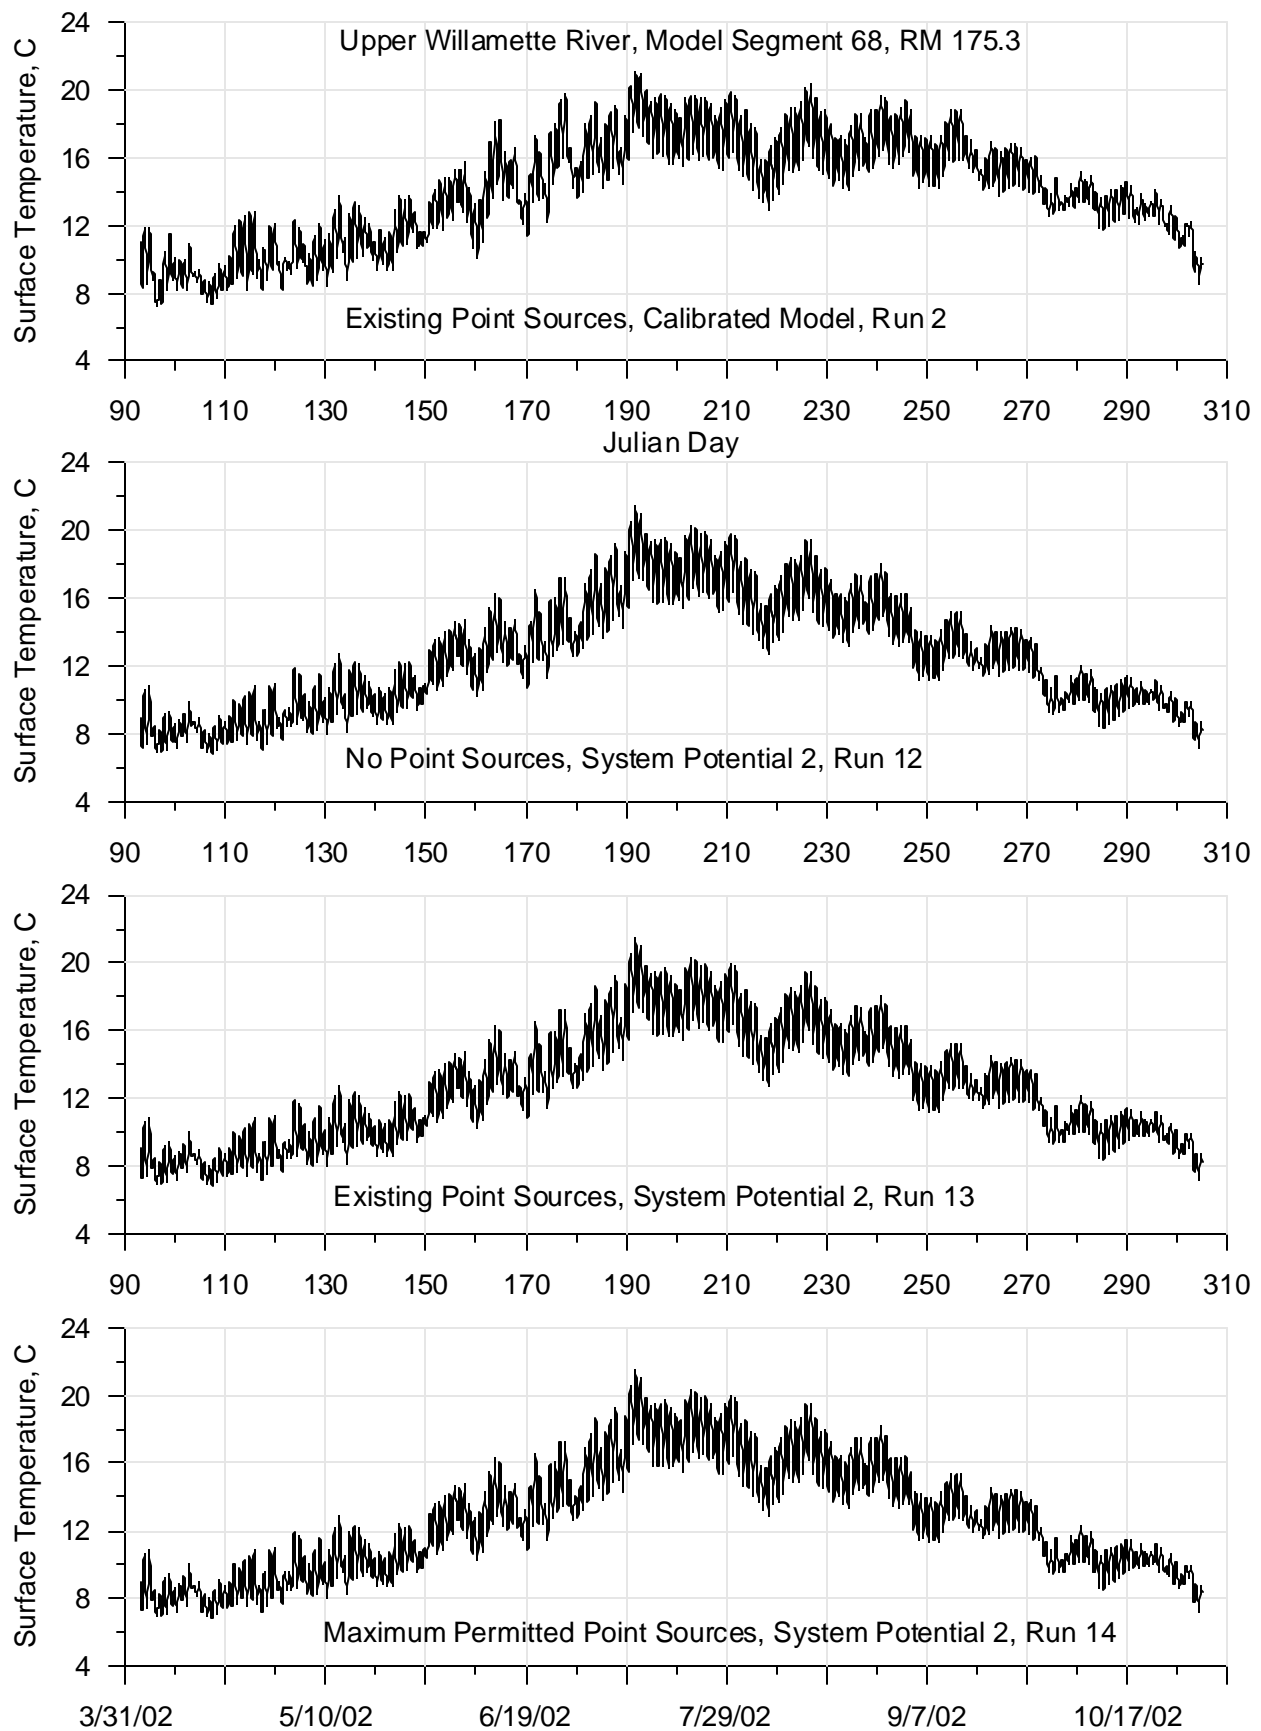 24
Upper Willamette River, Model Segment 68, RM 175.3
20
16
12
8
Existing Point Sources, Calibrated Model, Run 2
4
Surface Temperature, C
90 110 130 150 170 190 210 230 250 270 290 310
Julian Day
24
20
16
12
8
No Point Sources, System Potential 2, Run 12
4
Surface Temperature, C
90 110 130 150 170 190 210 230 250 270 290 310
24
20
16
12
8
Existing Point Sources, System Potential 2, Run 13
4
Surface Temperature, C
90 110 130 150 170 190 210 230 250 270 290 310
24
20
16
12
8
Maximum Permitted Point Sources, System Potential 2, Run 14
4
Surface Temperature, C
3/31/02 5/10/02 6/19/02 7/29/02 9/7/02 10/17/02